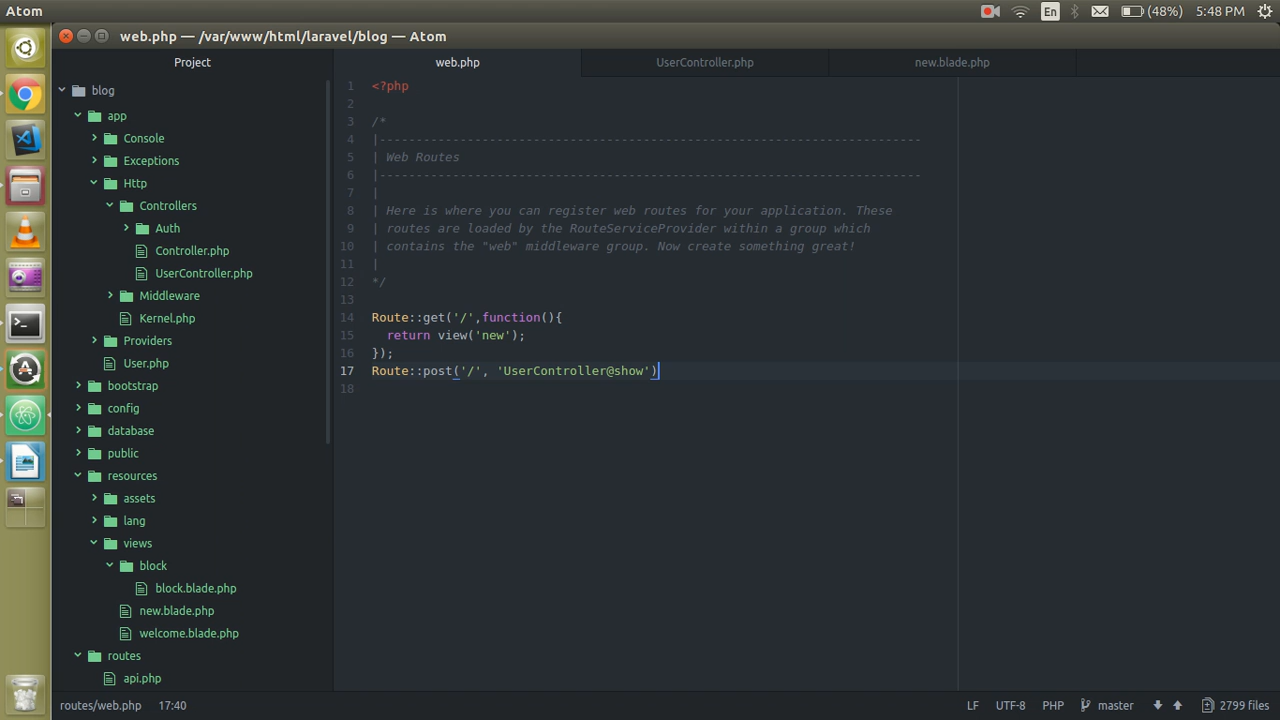 Atom
En
(48%)
5:48 PM
web.php — /var/www/html/laravel/blog — Atom
Project
web.php
UserController.php
new.blade.php
blog
app
Console
Exceptions
Http
Controllers
Auth
Controller.php
UserController.php
Middleware
Kernel.php
Providers
User.php
bootstrap
config
database
public
resources
assets
lang
views
block
block.blade.php
new.blade.php
welcome.blade.php
routes
api.php
1 <?php
2
3 /*
4 |--------------------------------------------------------------------------
5 | Web Routes
6 |--------------------------------------------------------------------------
7 |
8 | Here is where you can register web routes for your application. These
9 | routes are loaded by the RouteServiceProvider within a group which
10 | contains the "web" middleware group. Now create something great!
11 |
12 */
13
14 Route::get('/',function(){
15 return view('new');
16 });
17 Route::post('/', 'UserController@show')
18
routes/web.php 17:40
LF UTF-8 PHP master 2799 files